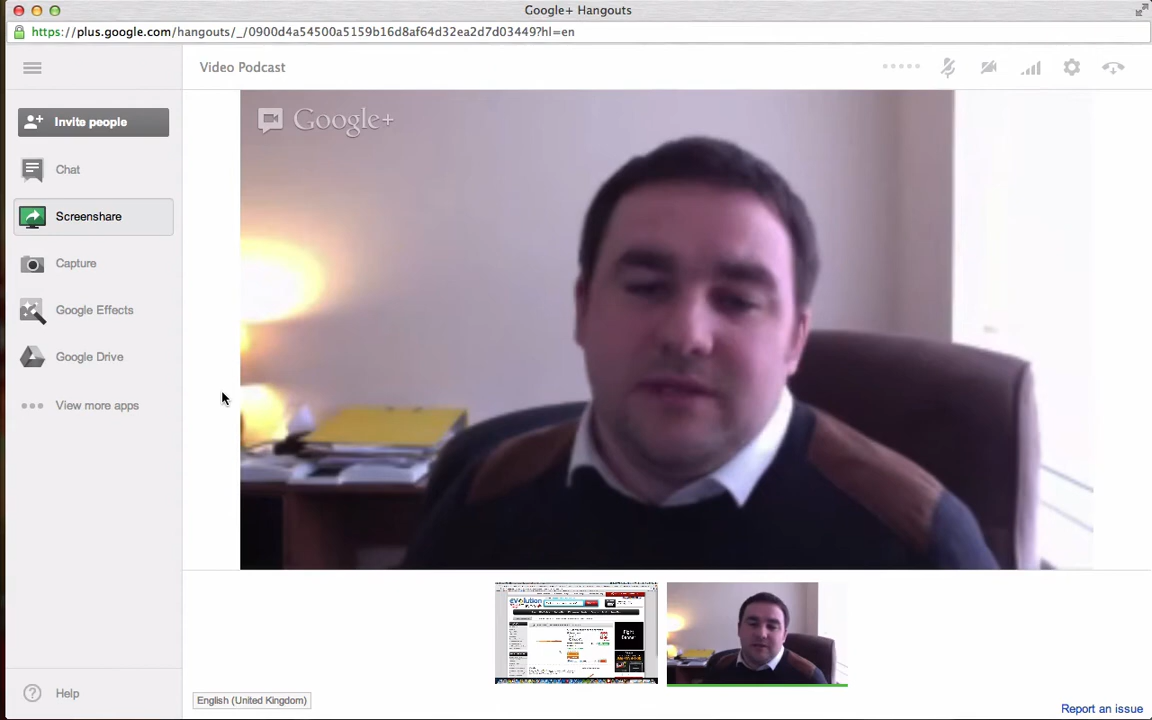 Google+ Hangouts
https://plus.google.com/hangouts/_/0900d4a54500a5159b16d8af64d32ea2d7d03449?hl=en
Video Podcast
Invite people
Google+
Chat
Screenshare
Capture
Google Effects
Google Drive
View more apps
evolution
Help
English (United Kingdom)
Report an issue